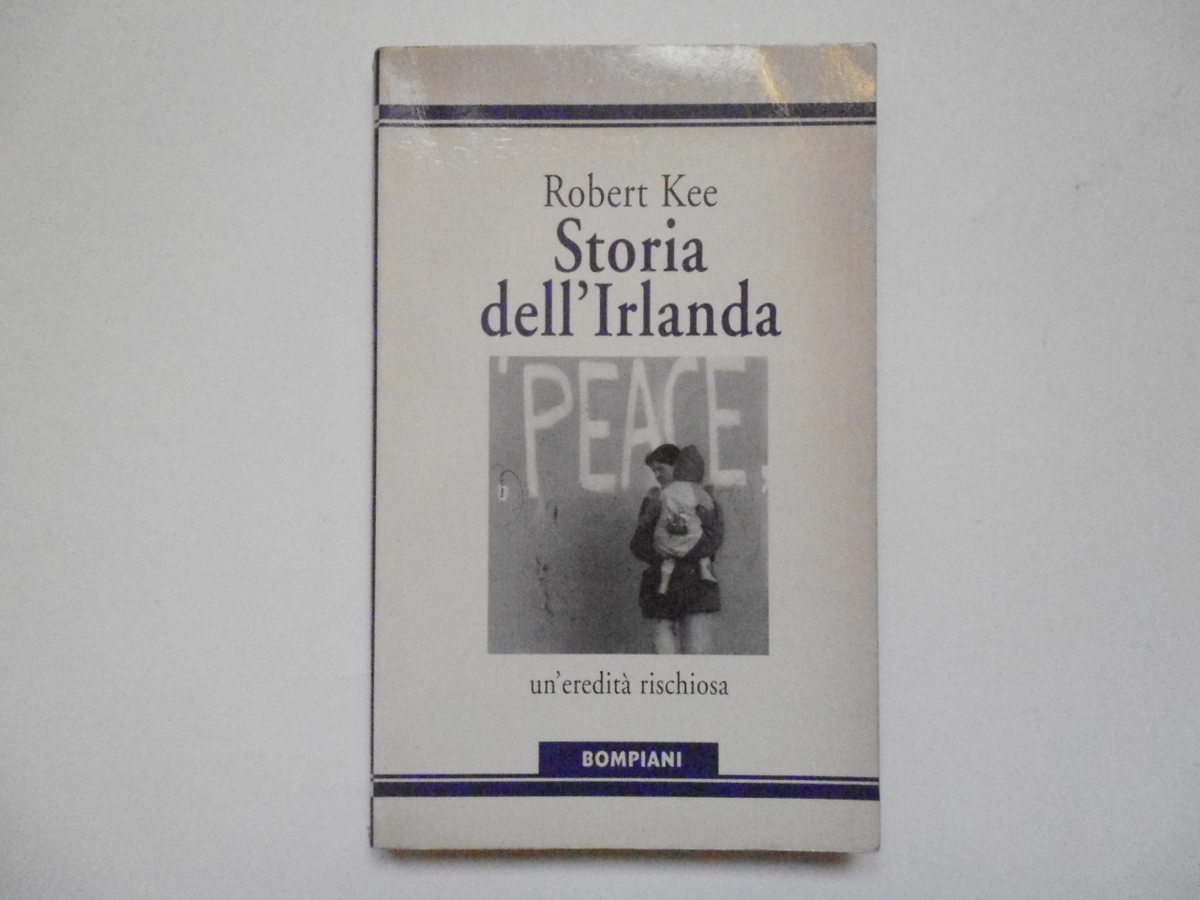 Robert Kee
Storia
dell'Irlanda
'PEACE,
un'eredità rischiosa
BOMPIANI